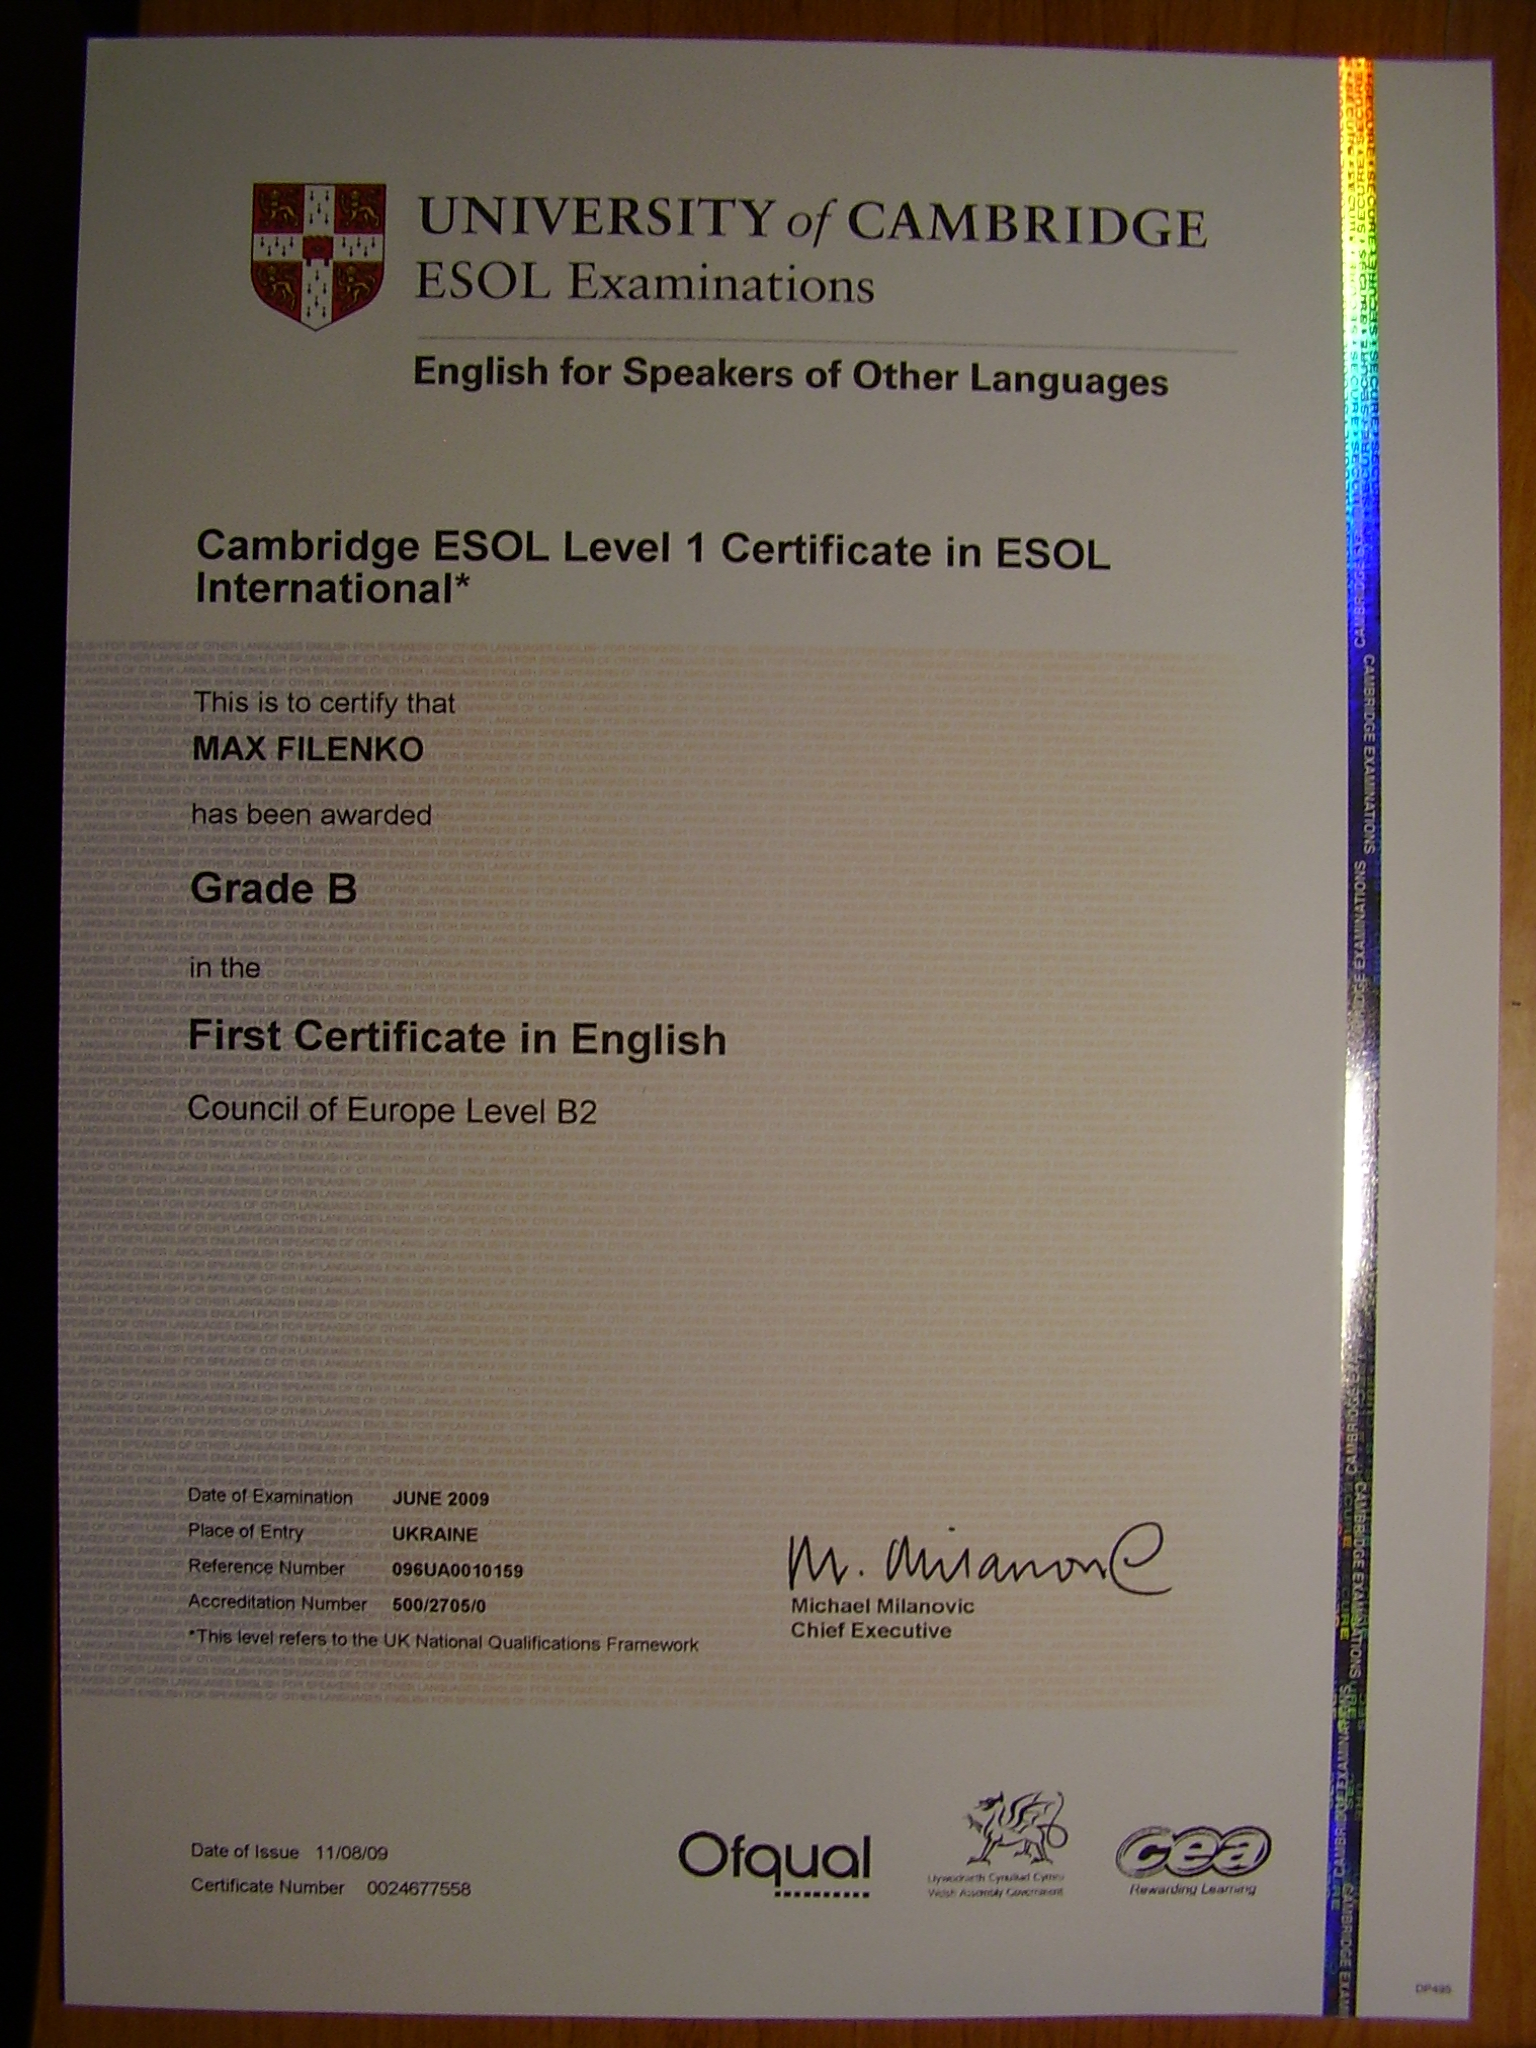 UNIVERSITY of CAMBRIDGE
ESOL Examinations
English for Speakers of Other Languages
Cambridge ESOL Level 1 Certificate in ESOL
International*
This is to certify that
MAX FILENKO
has been awarded
Grade B
in the
First Certificate in English
Council of Europe Level B2
Date of Examination JUNE 2009
Place of Entry UKRAINE
Reference Number 096UA0010159
Accreditation Number 500/2705/0
*This level refers to the UK National Qualifications Framework
M. Milanovic
Michael Milanovic
Chief Executive
Date of Issue 11/08/09
Certificate Number 0024677558
Ofqual
Llywodraeth Cynulliad Cymru
Welsh Assembly Government
cea
Rewarding Learning
DP495
CAMBRIDGE EXAMINATIONS